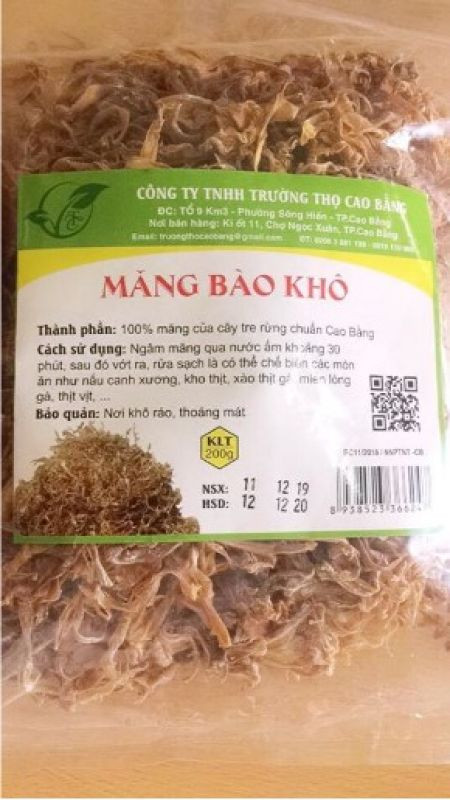 CÔNG TY TNHH TRƯỜNG THỌ CAO BẰNG
ĐC: TỔ 9 Km3 - Phường Sông Hiến - TP.Cao Bằng
Nơi bán hàng: Ki ốt 11, Chợ Ngọc Xuân, TP.Cao Bằng
Email: truongthocaobang@gmail.com
MĂNG BÀO KHÔ
Thành phần: 100% măng của cây tre rừng chuẩn Cao Bằng
Cách sử dụng: Ngâm măng qua nước ấm khoảng 30
phút, sau đó vớt ra, rửa sạch là có thể chế biến các món
ăn như nấu canh xương, kho thịt, xào thịt gà, miến lòng
gà, thịt vịt, ...
Bảo quản: Nơi khô ráo, thoáng mát
KLT
200g
NSX: 11 12 19
HSD: 12 12 20